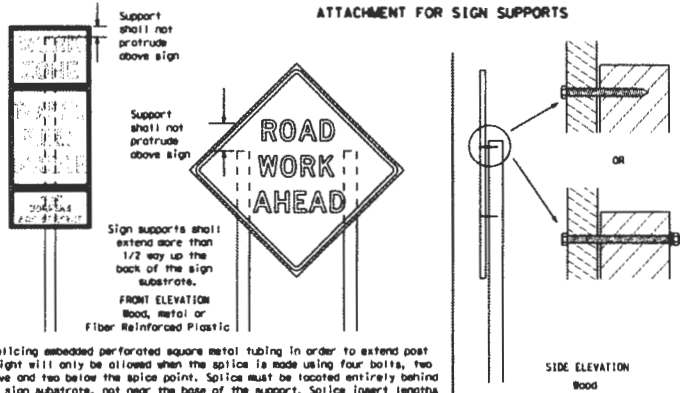 ATTACHMENT FOR SIGN SUPPORTS
Support
shall not
protrude
above sign
Support
shall not
protrude
above sign
ROAD
WORK
AHEAD
Sign supports shall
extend more than
1/2 way up the
back of the sign
substrate.
FRONT ELEVATION
Wood, metal or
Fiber Reinforced Plastic
OR
SIDE ELEVATION
Wood
embedded perforated square metal tubing in order to extend post
will only be allowed when the splice is made using four bolts, two
and two below the spice point. Splice must be located entirely behind
sign substrate, not near the base of the support. Splice insert lengths